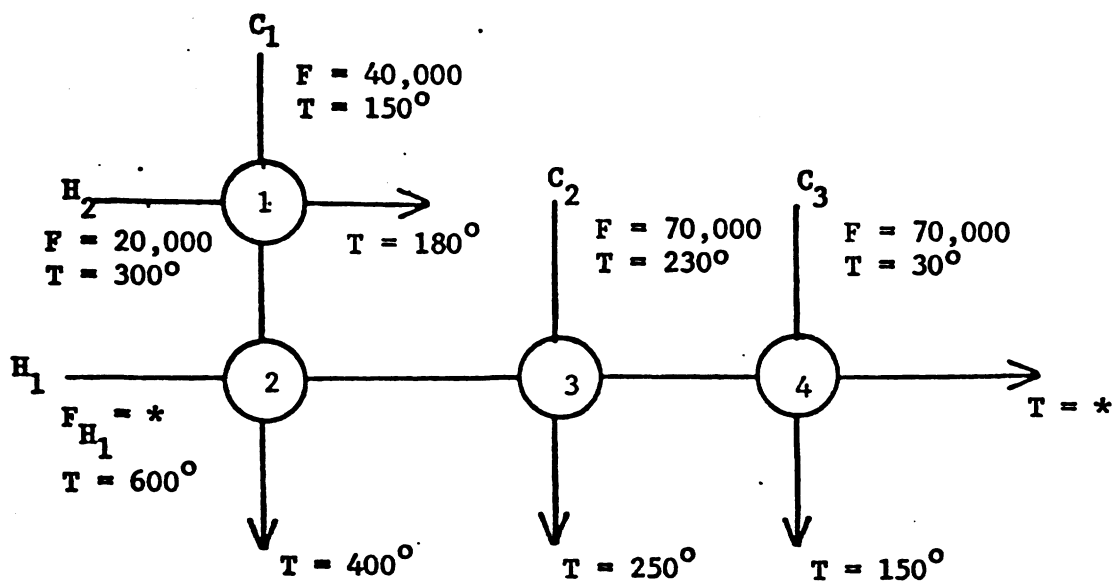 C1
F = 40,000
T = 150°
H2
1
T = 180°
F = 20,000
T = 300°
C2
F = 70,000
T = 230°
C3
F = 70,000
T = 30°
H1
2
3
4
FH1 = *
T = 600°
T = *
T = 400°
T = 250°
T = 150°